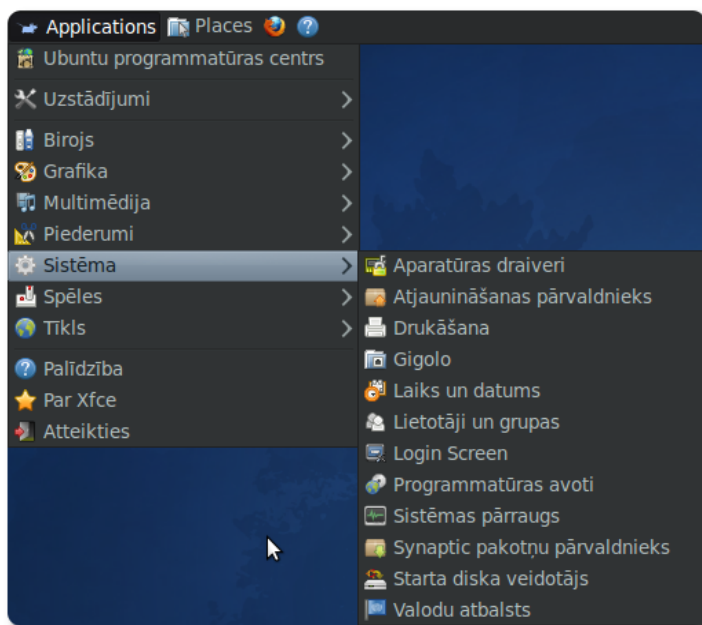 Applications Places
Ubuntu programmatūras centrs
Uzstādījumi
Birojs
Grafika
Multimēdija
Piederumi
Sistēma
Spēles
Tīkls
Palīdzība
Par Xfce
Atteikties
Aparatūras draiveri
Atjaunināšanas pārvaldnieks
Drukāšana
Gigolo
Laiks un datums
Lietotāji un grupas
Login Screen
Programmatūras avoti
Sistēmas pārraugs
Synaptic pakotņu pārvaldnieks
Starta diska veidotājs
Valodu atbalsts